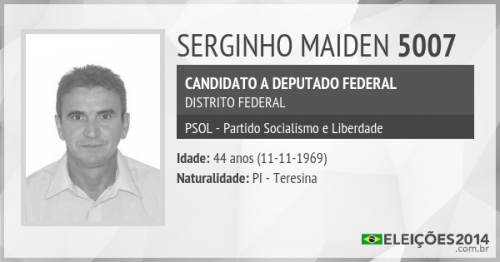 SERGINHO MAIDEN 5007
CANDIDATO A DEPUTADO FEDERAL
DISTRITO FEDERAL
PSOL - Partido Socialismo e Liberdade
Idade: 44 anos (11-11-1969)
Naturalidade: PI - Teresina
ELEIÇÕES2014
.com.br